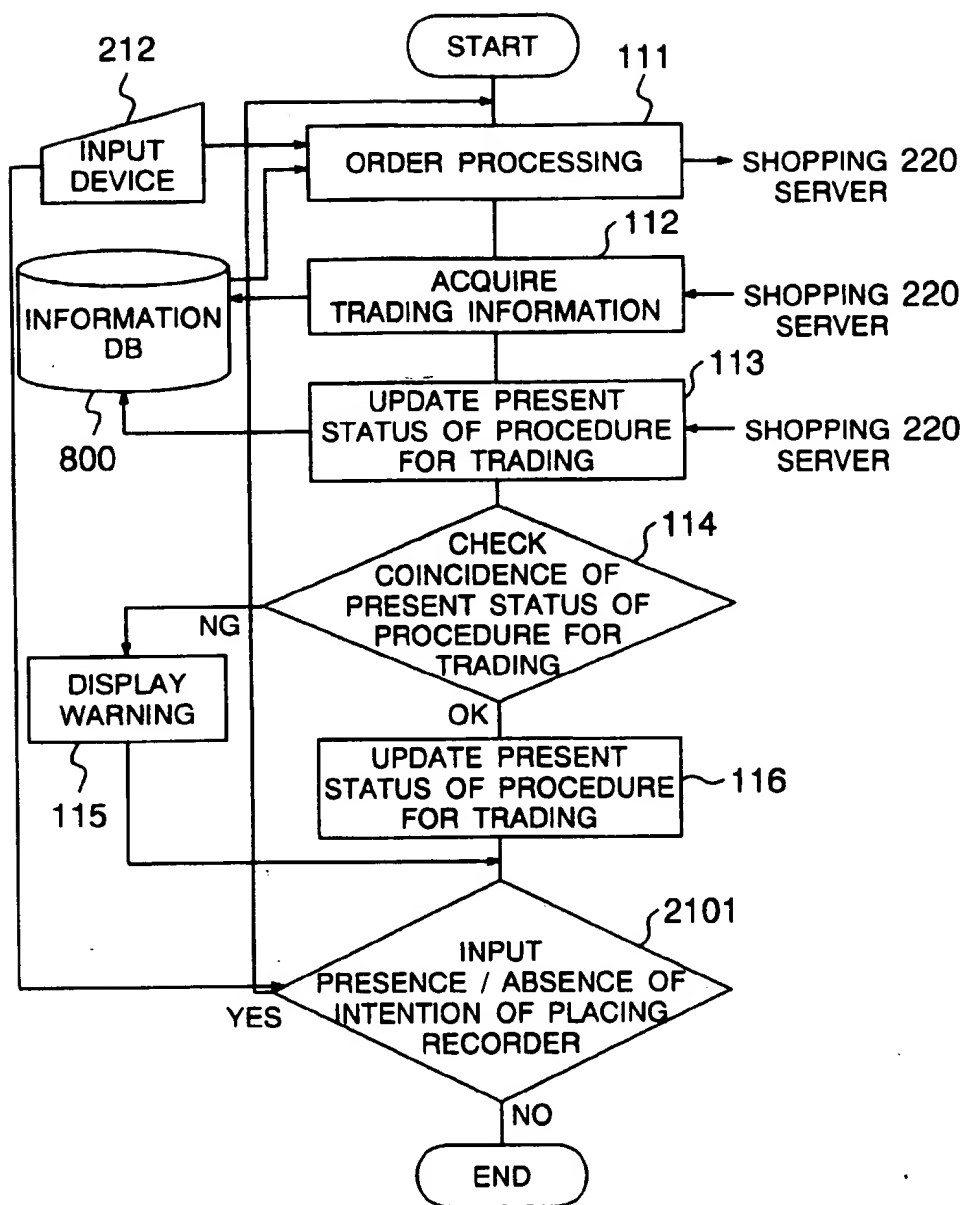 START
212
111
INPUT
DEVICE
ORDER PROCESSING
SHOPPING 220
SERVER
112
ACQUIRE
TRADING INFORMATION
SHOPPING 220
SERVER
INFORMATION
DB
800
113
UPDATE PRESENT
STATUS OF PROCEDURE
FOR TRADING
SHOPPING 220
SERVER
114
CHECK
COINCIDENCE OF
PRESENT STATUS OF
PROCEDURE FOR
TRADING
NG
DISPLAY
WARNING
115
OK
UPDATE PRESENT
STATUS OF PROCEDURE
FOR TRADING
116
2101
INPUT
PRESENCE / ABSENCE OF
INTENTION OF PLACING
RECORDER
YES
NO
END